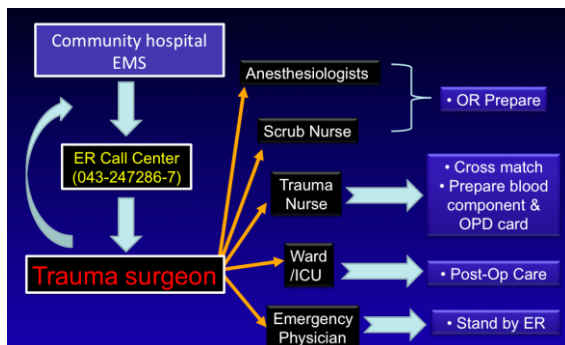 Community hospital
EMS
ER Call Center
(043-247286-7)
Trauma surgeon
Anesthesiologists
Scrub Nurse
Trauma
Nurse
Ward
/ICU
Emergency
Physician
• OR Prepare
• Cross match
• Prepare blood
component &
OPD card
• Post-Op Care
• Stand by ER